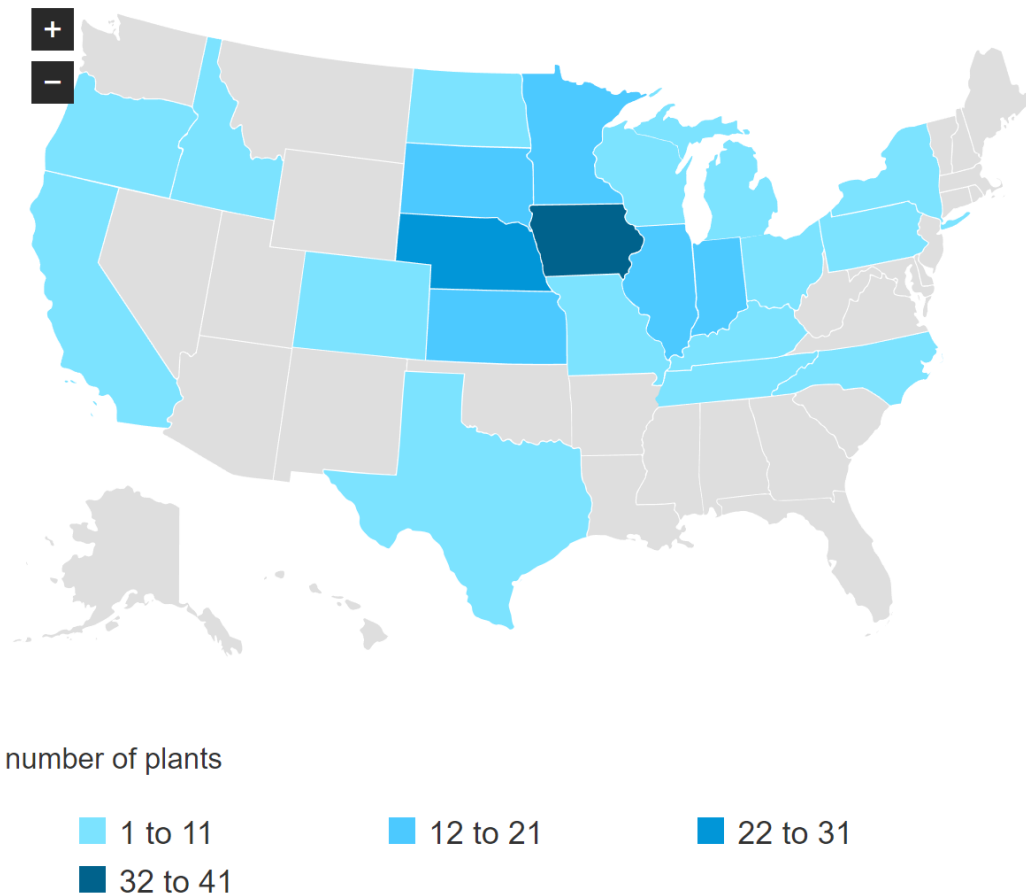 +
−
number of plants
1 to 11 12 to 21 22 to 31
32 to 41